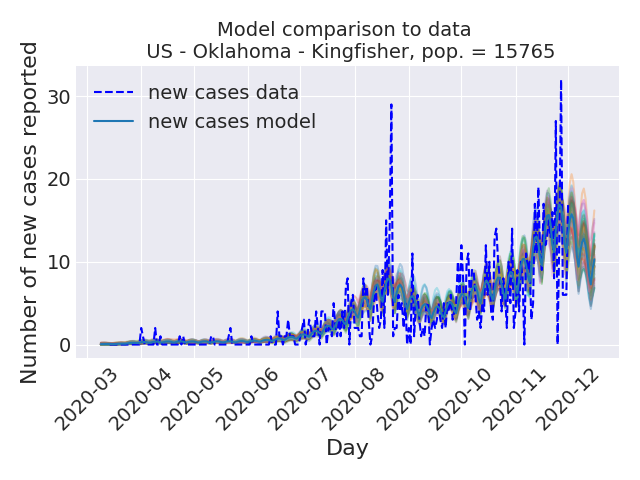 Model comparison to data
US - Oklahoma - Kingfisher, pop. = 15765
Number of new cases reported
30
20
10
0
new cases data
new cases model
2020-03
2020-04
2020-05
2020-06
2020-07
2020-08
2020-09
2020-10
2020-11
2020-12
Day